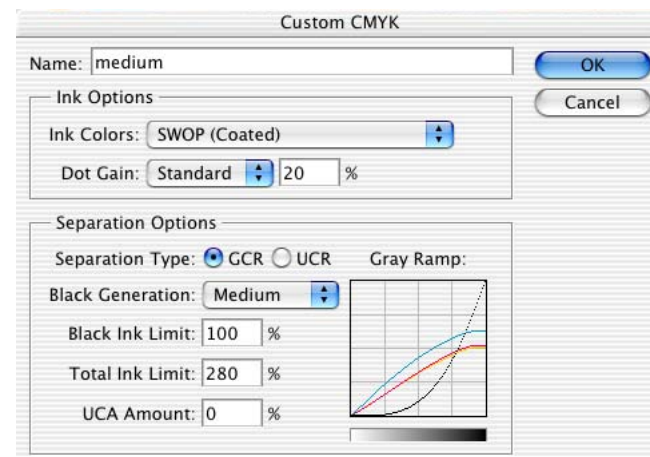 Custom CMYK
Name: medium
OK
Cancel
Ink Options
Ink Colors: SWOP (Coated)
Dot Gain: Standard 20 %
Separation Options
Separation Type: GCR UCR Gray Ramp:
Black Generation: Medium
Black Ink Limit: 100 %
Total Ink Limit: 280 %
UCA Amount: 0 %